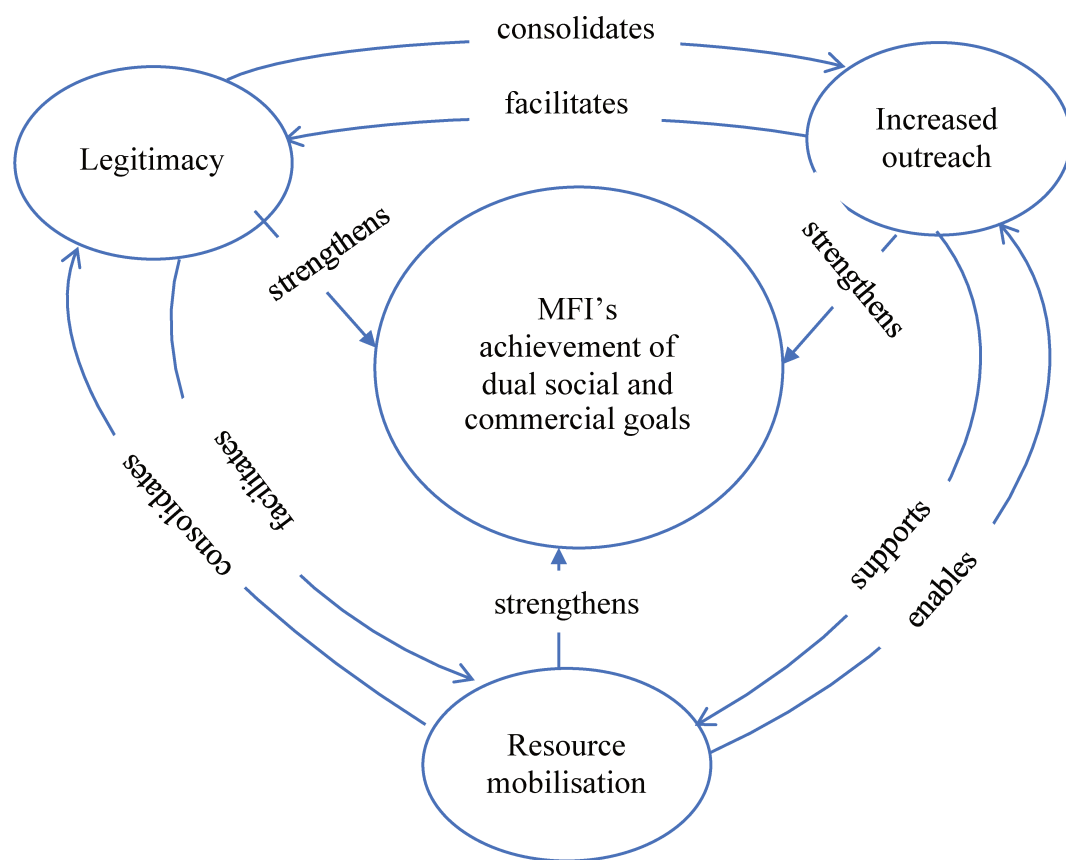 consolidates
facilitates
Legitimacy
Increased
outreach
strengthens
strengthens
MFI's
achievement of
dual social and
commercial goals
facilitates
consolidates
supports
enables
strengthens
Resource
mobilisation